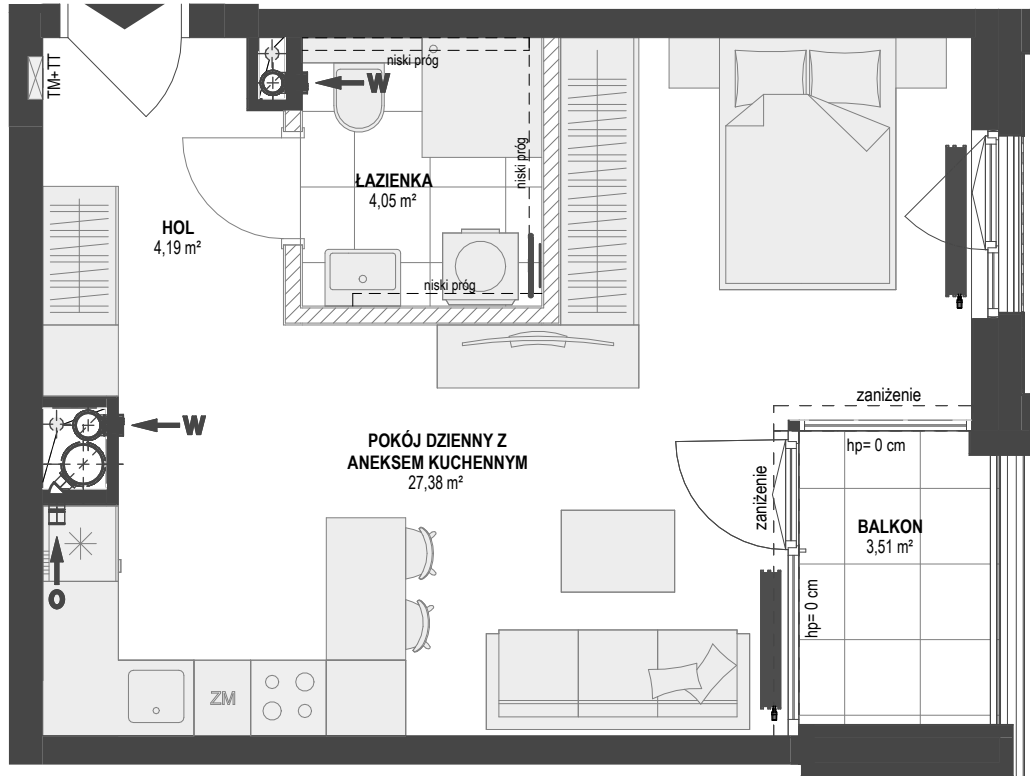 TM+TT
niski próg
W
niski próg
ŁAZIENKA
4,05 m²
HOL
4,19 m²
niski próg
zaniżenie
W
hp= 0 cm
POKÓJ DZIENNY Z
ANEKSEM KUCHENNYM
27,38 m²
zaniżenie
BALKON
3,51 m²
O
hp= 0 cm
ZM